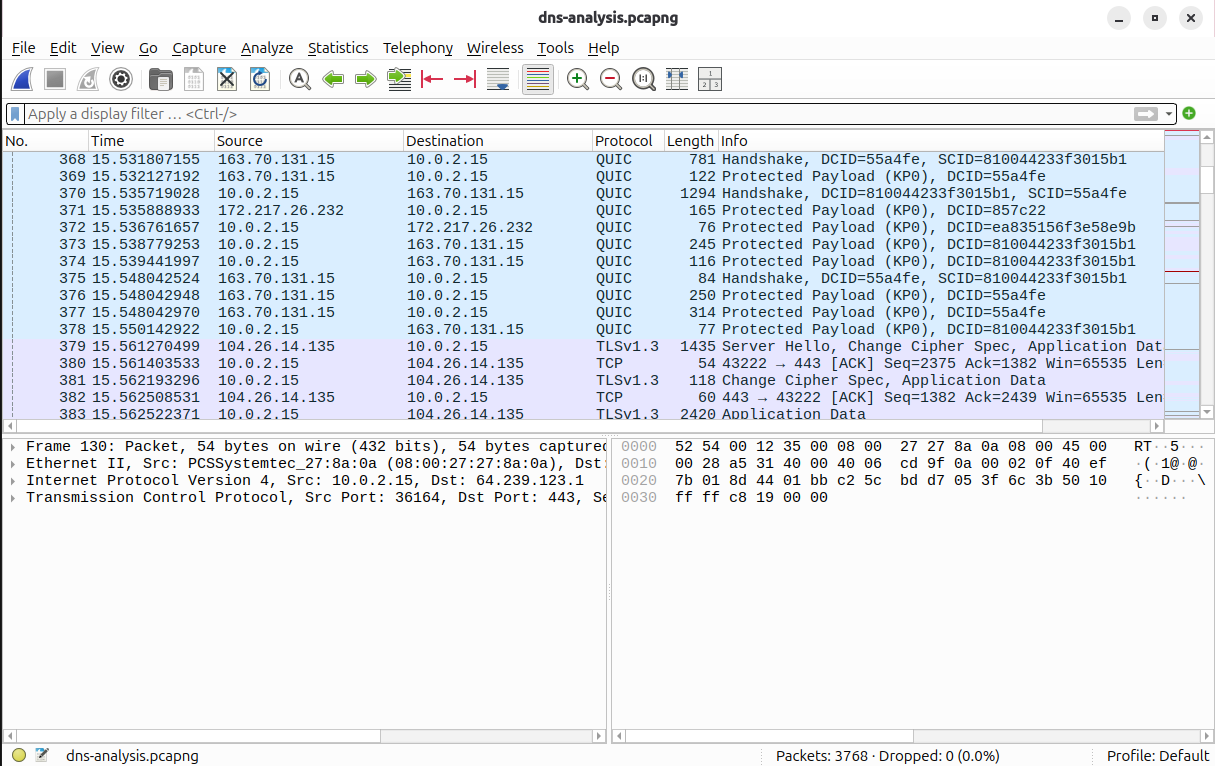 dns-analysis.pcapng
File Edit View Go Capture Analyze Statistics Telephony Wireless Tools Help
Apply a display filter … <Ctrl-/>
No. Time Source Destination Protocol Length Info
368 15.531807155 163.70.131.15 10.0.2.15 QUIC 781 Handshake, DCID=55a4fe, SCID=810044233f3015b1
369 15.532127192 163.70.131.15 10.0.2.15 QUIC 122 Protected Payload (KP0), DCID=55a4fe
370 15.535719028 10.0.2.15 163.70.131.15 QUIC 1294 Handshake, DCID=810044233f3015b1, SCID=55a4fe
371 15.535888933 172.217.26.232 10.0.2.15 QUIC 165 Protected Payload (KP0), DCID=857c22
372 15.536761657 10.0.2.15 172.217.26.232 QUIC 76 Protected Payload (KP0), DCID=ea835156f3e58e9b
373 15.538779253 10.0.2.15 163.70.131.15 QUIC 245 Protected Payload (KP0), DCID=810044233f3015b1
374 15.539441997 10.0.2.15 163.70.131.15 QUIC 116 Protected Payload (KP0), DCID=810044233f3015b1
375 15.548042524 163.70.131.15 10.0.2.15 QUIC 84 Handshake, DCID=55a4fe, SCID=810044233f3015b1
376 15.548042948 163.70.131.15 10.0.2.15 QUIC 250 Protected Payload (KP0), DCID=55a4fe
377 15.548042970 163.70.131.15 10.0.2.15 QUIC 314 Protected Payload (KP0), DCID=55a4fe
378 15.550142922 10.0.2.15 163.70.131.15 QUIC 77 Protected Payload (KP0), DCID=810044233f3015b1
379 15.561270499 104.26.14.135 10.0.2.15 TLSv1.3 1435 Server Hello, Change Cipher Spec, Application Dat
380 15.561403533 10.0.2.15 104.26.14.135 TCP 54 43222 → 443 [ACK] Seq=2375 Ack=1382 Win=65535 Len
381 15.562193296 10.0.2.15 104.26.14.135 TLSv1.3 118 Change Cipher Spec, Application Data
382 15.562508531 104.26.14.135 10.0.2.15 TCP 60 443 → 43222 [ACK] Seq=1382 Ack=2439 Win=65535 Len
383 15.562522371 10.0.2.15 104.26.14.135 TLSv1.3 2420 Application Data
Frame 130: Packet, 54 bytes on wire (432 bits), 54 bytes captured
Ethernet II, Src: PCSSystemtec_27:8a:0a (08:00:27:27:8a:0a), Dst:
Internet Protocol Version 4, Src: 10.0.2.15, Dst: 64.239.123.1
Transmission Control Protocol, Src Port: 36164, Dst Port: 443, Se
0000 52 54 00 12 35 00 08 00 27 27 8a 0a 08 00 45 00 RT··5···
0010 00 28 a5 31 40 00 40 06 cd 9f 0a 00 02 0f 40 ef ·(·1@·@·
0020 7b 01 8d 44 01 bb c2 5c bd d7 05 3f 6c 3b 50 10 {··D···\
0030 ff ff c8 19 00 00 ······
dns-analysis.pcapng
Packets: 3768 · Dropped: 0 (0.0%)
Profile: Default